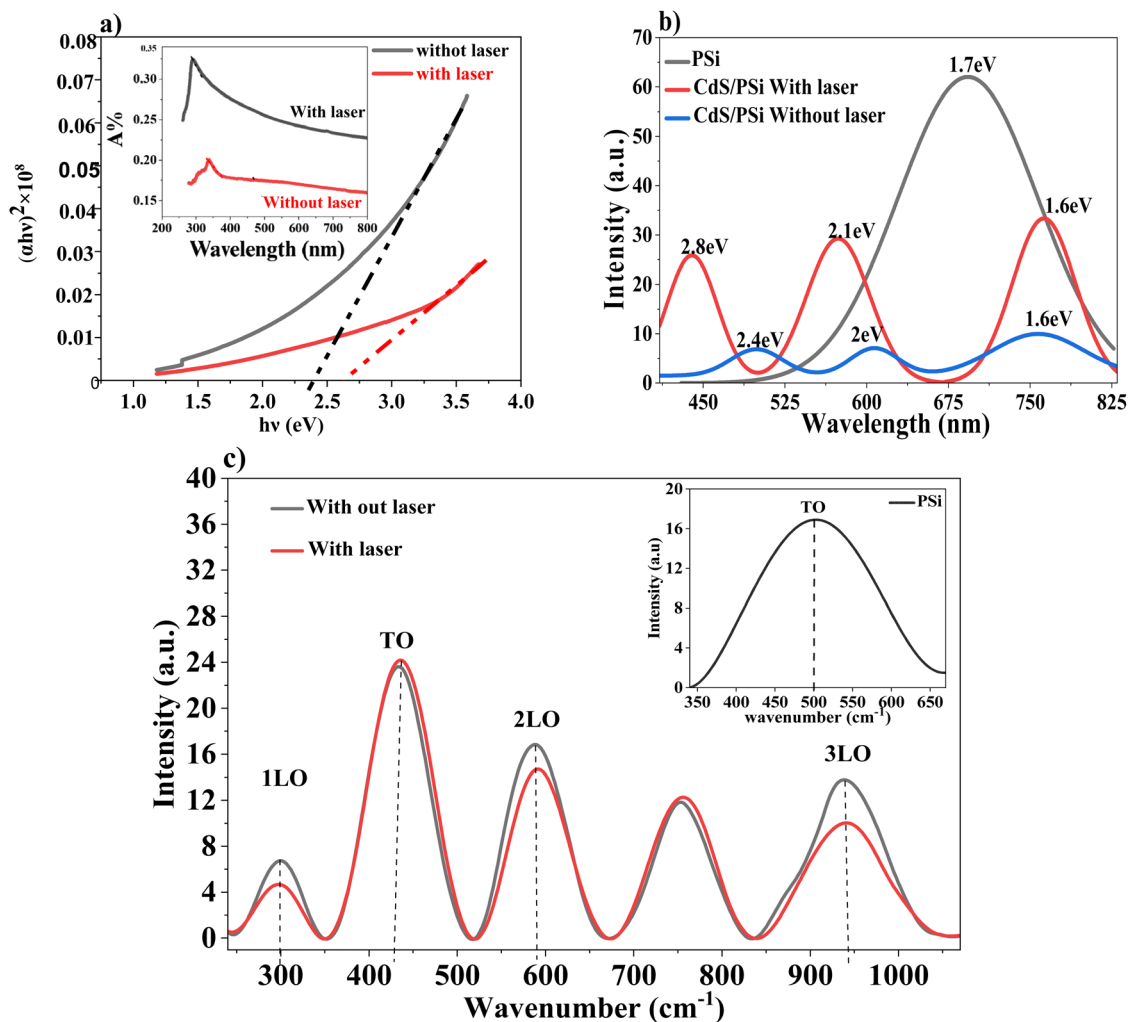 a)
(αhν)²×10⁸
0.08
0.07
0.06
0.05
0.04
0.03
0.02
0.01
0
1.0 1.5 2.0 2.5 3.0 3.5 4.0
hν (eV)
withot laser
with laser
A%
0.35
0.33
0.30
0.25
0.20
0.15
200 300 400 500 600 700 800
Wavelength (nm)
With laser
Without laser
b)
Intensity (a.u.)
70
60
50
40
30
20
10
0
450 525 600 675 750 825
Wavelength (nm)
PSi
CdS/PSi With laser
CdS/PSi Without laser
1.7eV
2.8eV
2.1eV
1.6eV
2.4eV
2eV
1.6eV
c)
Intensity (a.u.)
40
36
32
28
24
20
16
12
8
4
0
300 400 500 600 700 800 900 1000
Wavenumber (cm⁻¹)
With out laser
With laser
1LO
TO
2LO
3LO
Intensity (a.u)
20
16
12
8
4
0
350 400 450 500 550 600 650
wavenumber (cm⁻¹)
TO
PSi